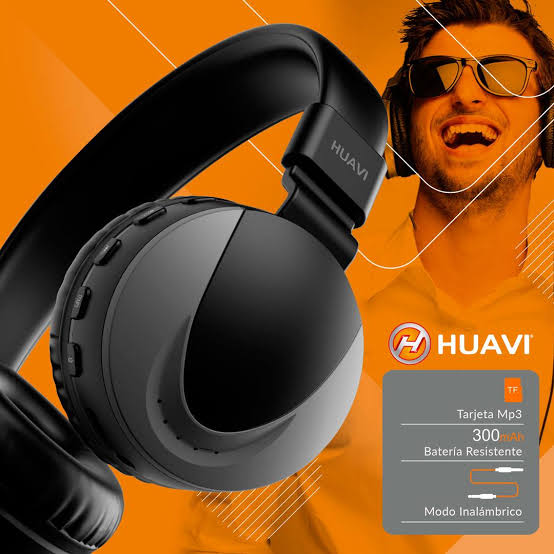 HUAVI
HUAVI
TF
Tarjeta Mp3
300mAh
Batería Resistente
Modo Inalámbrico